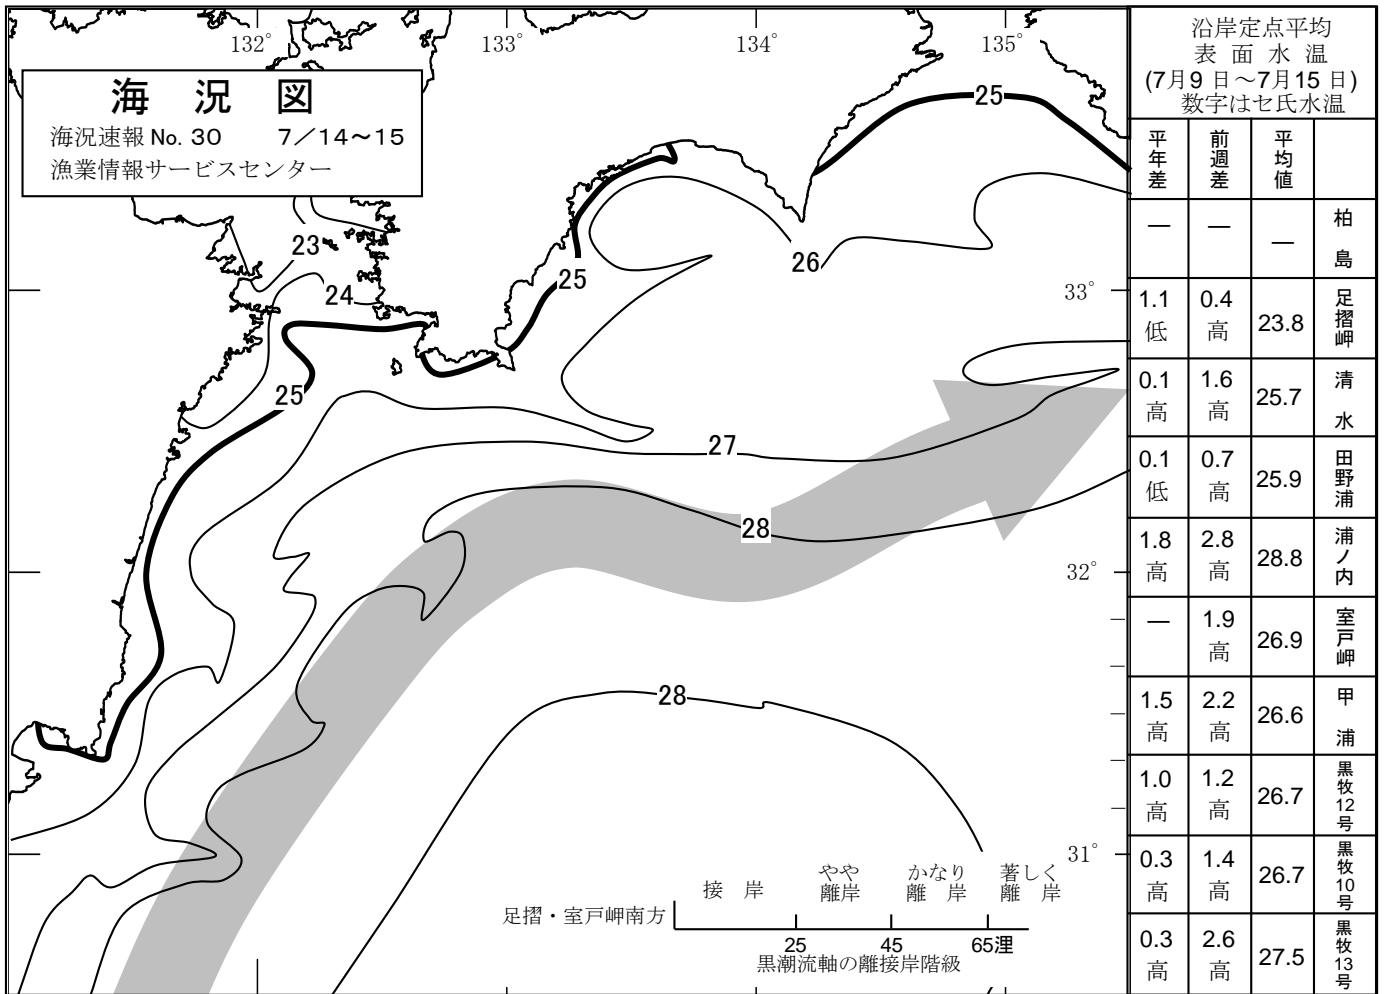 海 況 図
海況速報 No. 30 7／14～15
漁業情報サービスセンター
132°
133°
134°
135°
25
23
24
26
25
25
33°
27
28
32°
28
31°
接 岸
やや
離岸
かなり
離 岸
著しく
離 岸
足摺・室戸岬南方
25 45 65浬
黒潮流軸の離接岸階級
沿岸定点平均
表 面 水 温
(7月9 日～7月15 日)
数字はセ氏水温
平年差 前週差 平均値
― ― ― 柏島
1.1低 0.4高 23.8 足摺岬
0.1高 1.6高 25.7 清水
0.1低 0.7高 25.9 田野浦
1.8高 2.8高 28.8 浦ノ内
― 1.9高 26.9 室戸岬
1.5高 2.2高 26.6 甲浦
1.0高 1.2高 26.7 黒牧12号
0.3高 1.4高 26.7 黒牧10号
0.3高 2.6高 27.5 黒牧13号